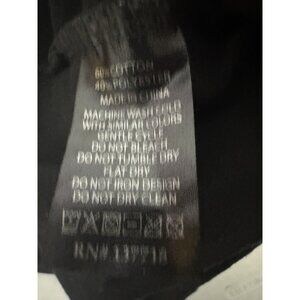 60% COTTON
40% POLYESTER
MADE IN CHINA
MACHINE WASH COLD
WITH SIMILAR COLORS
GENTLE CYCLE
DO NOT BLEACH
DO NOT TUMBLE DRY
FLAT DRY
DO NOT IRON DESIGN
DO NOT DRY CLEAN
RN#